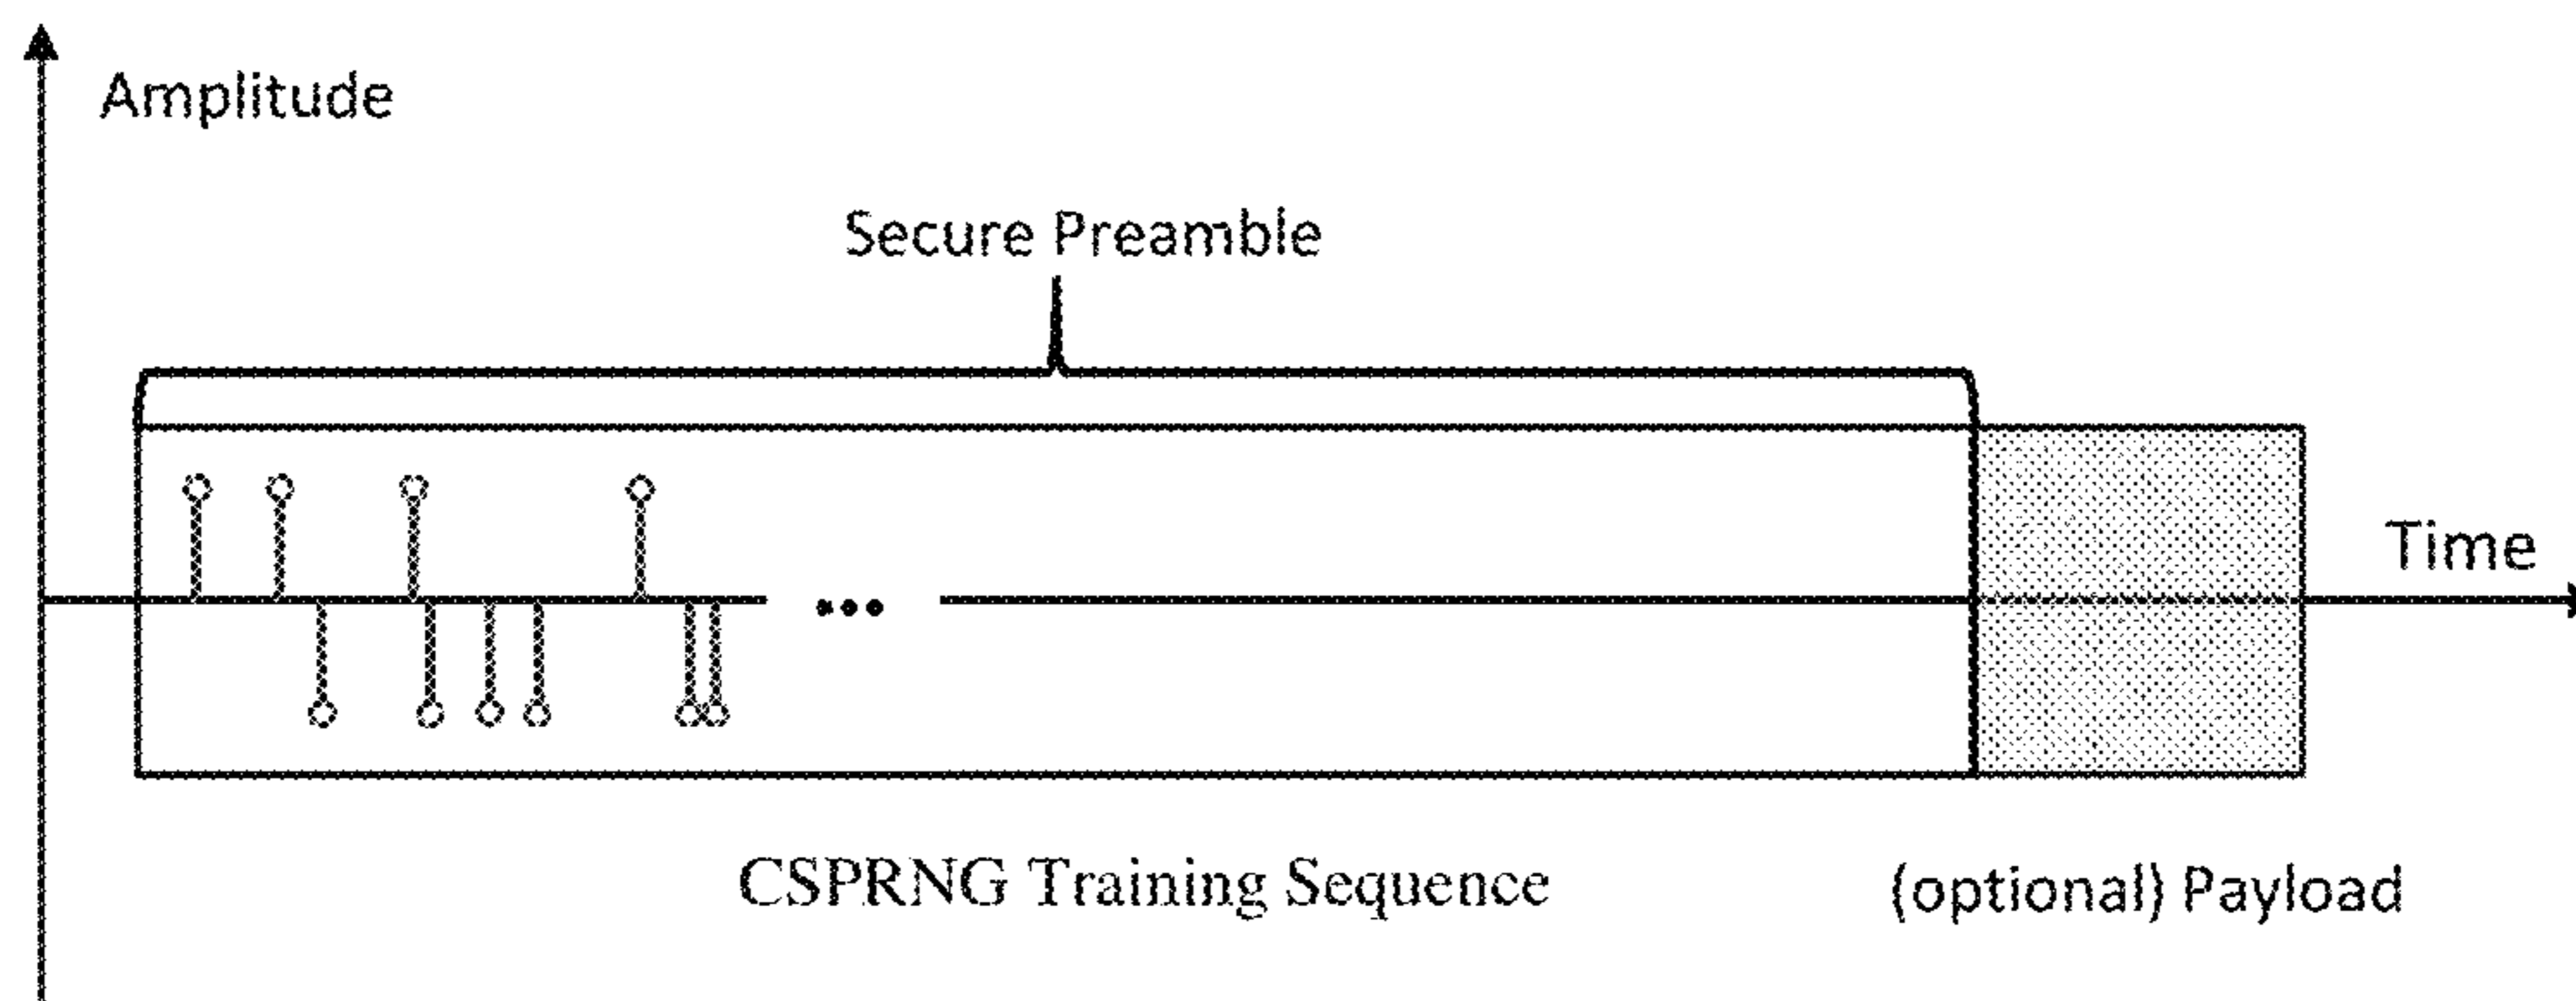 Amplitude
Secure Preamble
Time
CSPRNG Training Sequence
(optional) Payload